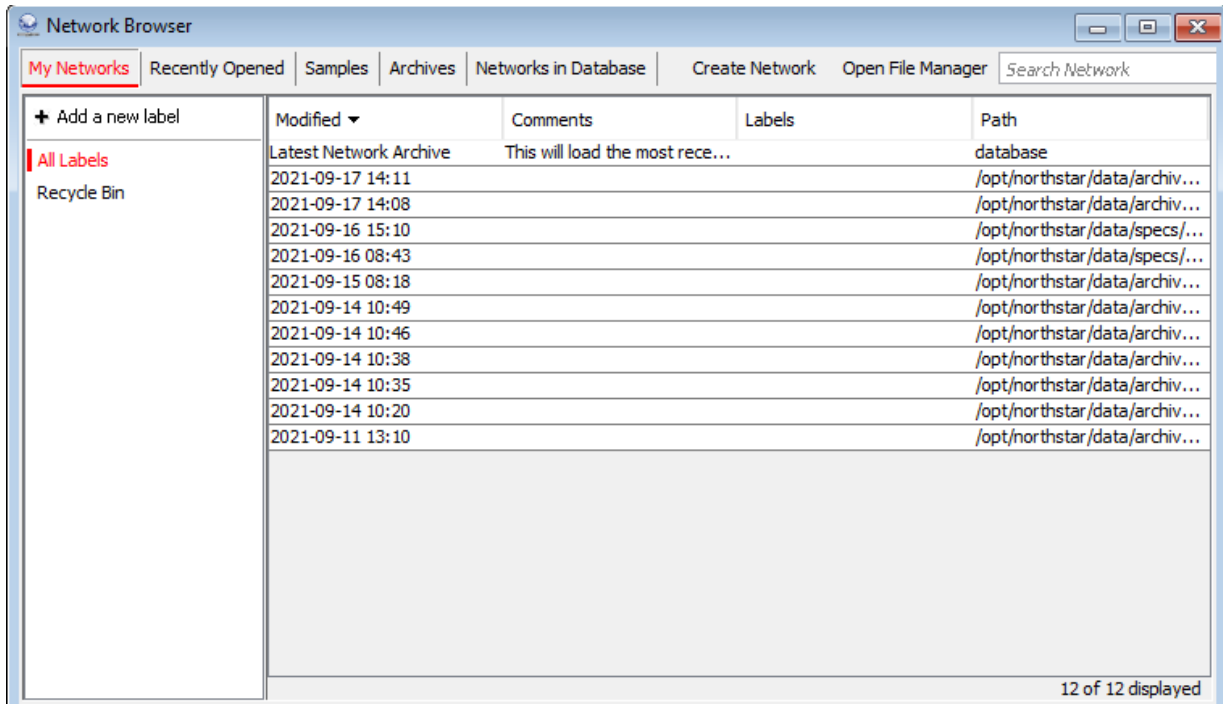 Network Browser
My Networks Recently Opened Samples Archives Networks in Database Create Network Open File Manager Search Network
+ Add a new label
All Labels
Recycle Bin
Modified Comments Labels Path
Latest Network Archive This will load the most rece... database
2021-09-17 14:11 /opt/northstar/data/archiv...
2021-09-17 14:08 /opt/northstar/data/archiv...
2021-09-16 15:10 /opt/northstar/data/specs/...
2021-09-16 08:43 /opt/northstar/data/specs/...
2021-09-15 08:18 /opt/northstar/data/archiv...
2021-09-14 10:49 /opt/northstar/data/archiv...
2021-09-14 10:46 /opt/northstar/data/archiv...
2021-09-14 10:38 /opt/northstar/data/archiv...
2021-09-14 10:35 /opt/northstar/data/archiv...
2021-09-14 10:20 /opt/northstar/data/archiv...
2021-09-11 13:10 /opt/northstar/data/archiv...
12 of 12 displayed